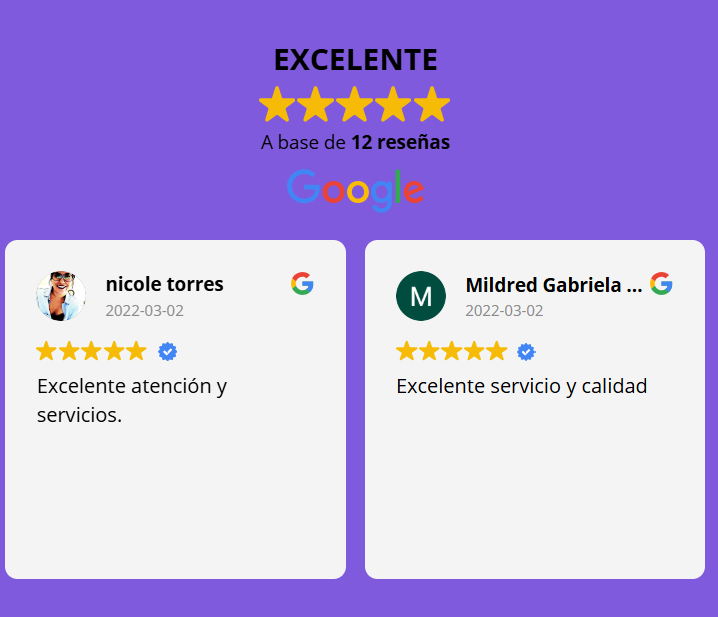 EXCELENTE
A base de 12 reseñas
Google
nicole torres
2022-03-02
Excelente atención y
servicios.
M
Mildred Gabriela ...
2022-03-02
Excelente servicio y calidad